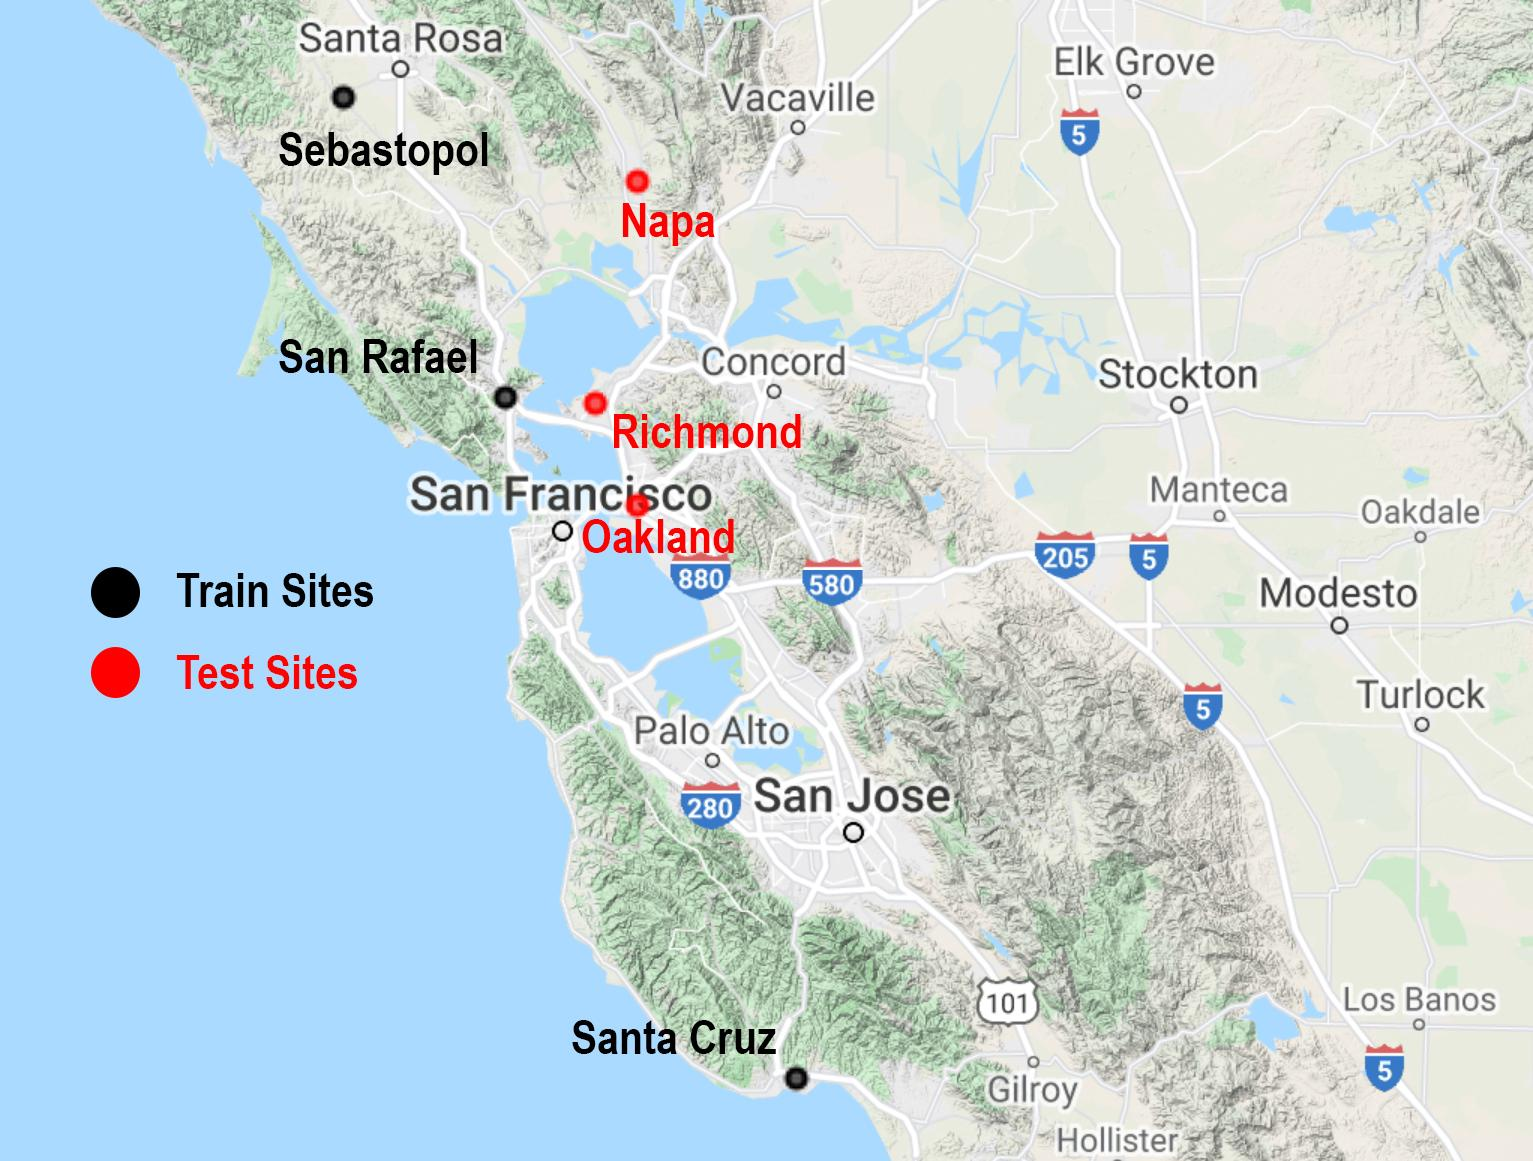 Santa Rosa
Elk Grove
Vacaville
5
Sebastopol
Napa
San Rafael
Concord
Stockton
Richmond
San Francisco
Manteca
Oakdale
Oakland
880
580
205
5
Train Sites
Modesto
Test Sites
Turlock
5
Palo Alto
280
San Jose
101
Los Banos
Santa Cruz
5
Gilroy
Hollister